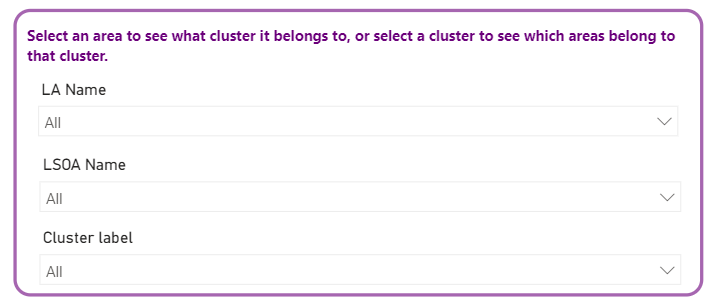 Select an area to see what cluster it belongs to, or select a cluster to see which areas belong to
that cluster.
LA Name
All
LSOA Name
All
Cluster label
All